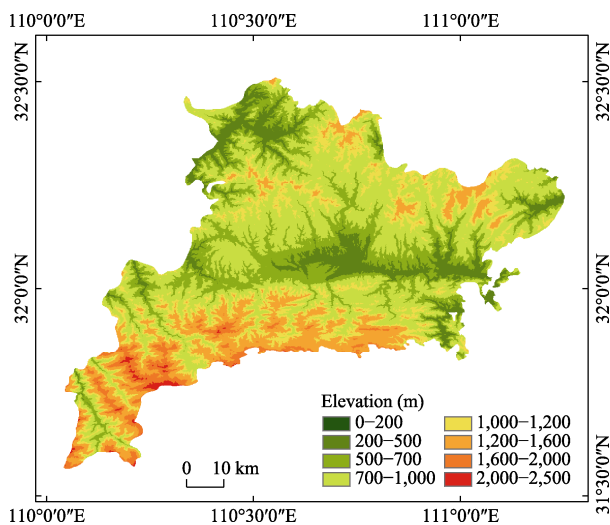 110°0′0″E 110°30′0″E 111°0′0″E
32°30′0″N 32°30′0″N
32°0′0″N 32°0′0″N
Elevation (m)
0–200 1,000–1,200
200–500 1,200–1,600
500–700 1,600–2,000
700–1,000 2,000–2,500
0 10 km
31°30′0″N
110°0′0″E 110°30′0″E 111°0′0″E